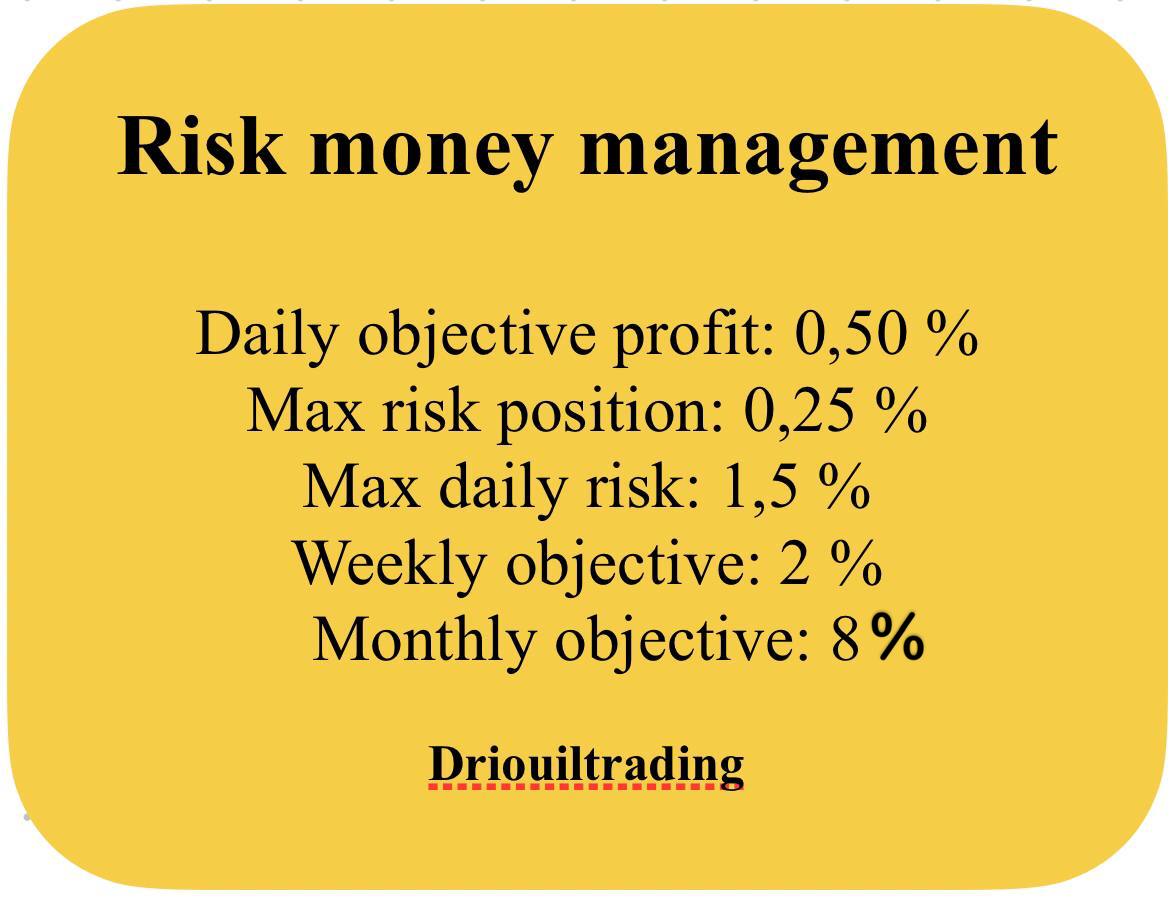 Risk money management
Daily objective profit: 0,50 %
Max risk position: 0,25 %
Max daily risk: 1,5 %
Weekly objective: 2 %
Monthly objective: 8 %
Driouiltrading